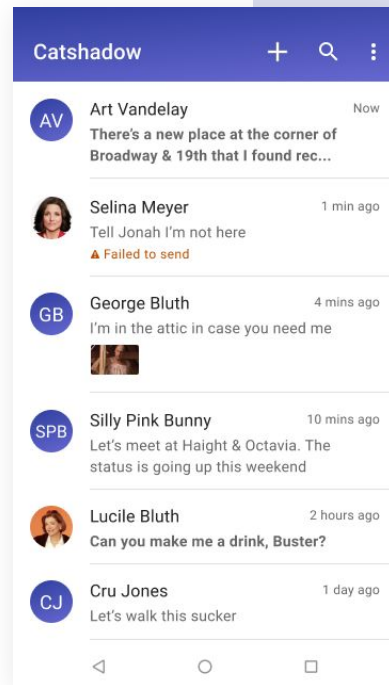 Catshadow
AV
Art Vandelay
Now
There's a new place at the corner of
Broadway & 19th that I found rec...
Selina Meyer
1 min ago
Tell Jonah I'm not here
Failed to send
GB
George Bluth
4 mins ago
I'm in the attic in case you need me
SPB
Silly Pink Bunny
10 mins ago
Let's meet at Haight & Octavia. The
status is going up this weekend
Lucile Bluth
2 hours ago
Can you make me a drink, Buster?
CJ
Cru Jones
1 day ago
Let's walk this sucker